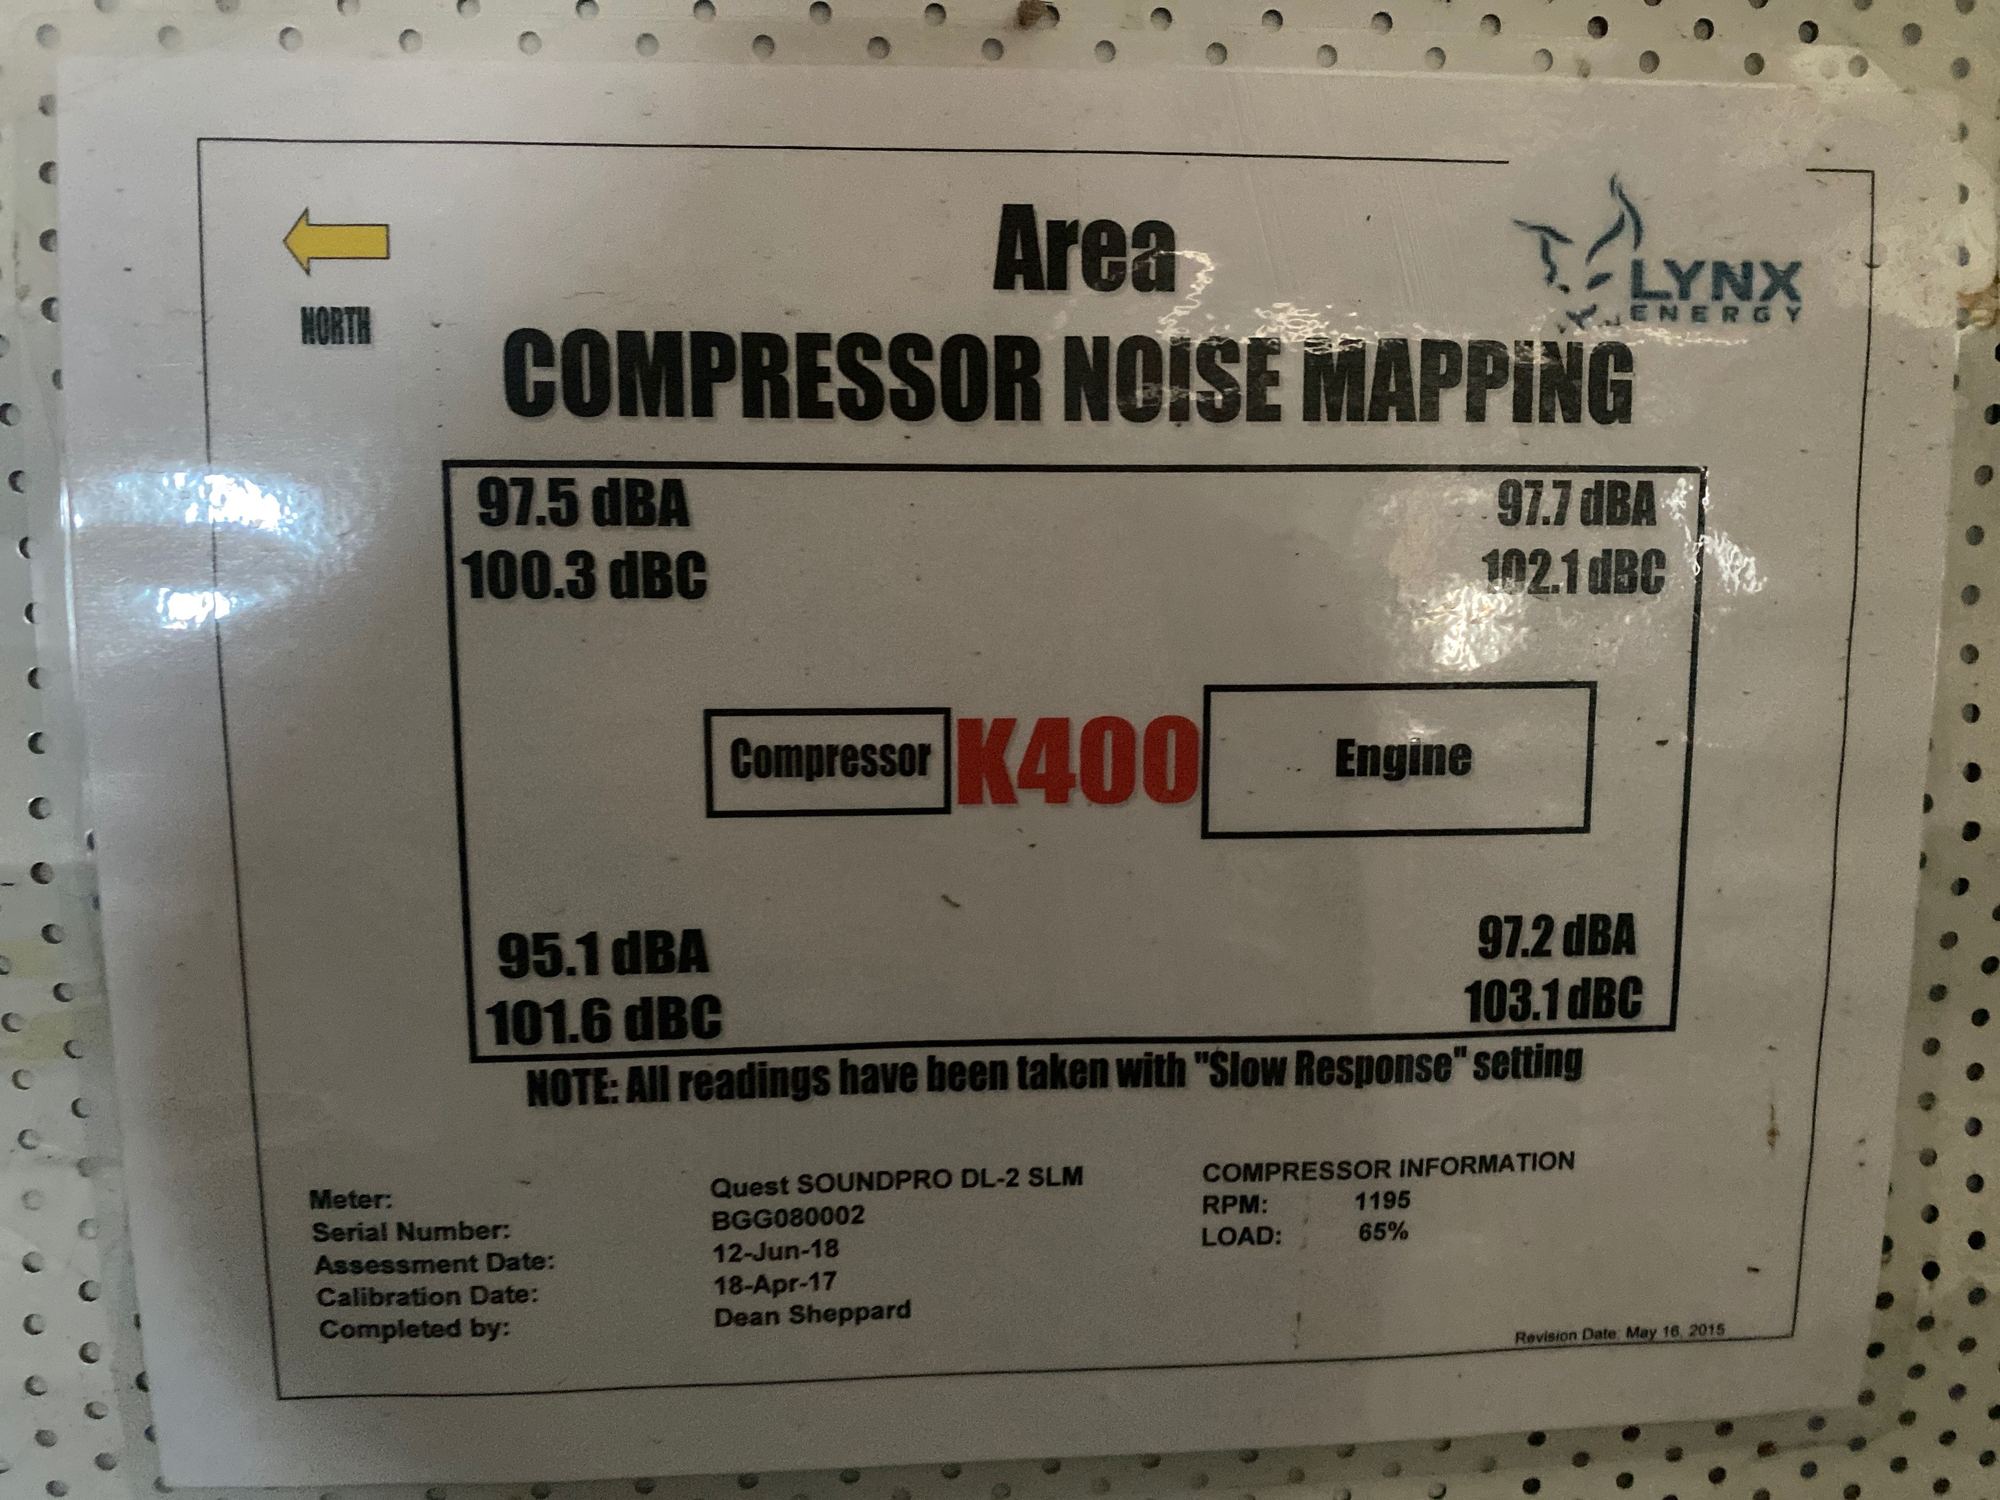 Area
LYNX
ENERGY
NORTH
COMPRESSOR NOISE MAPPING
97.5 dBA
100.3 dBC
97.7 dBA
102.1 dBC
Compressor
K400
Engine
95.1 dBA
101.6 dBC
97.2 dBA
103.1 dBC
NOTE: All readings have been taken with "Slow Response" setting
Meter: Quest SOUNDPRO DL-2 SLM
Serial Number: BGG080002
Assessment Date: 12-Jun-18
Calibration Date: 18-Apr-17
Completed by: Dean Sheppard
COMPRESSOR INFORMATION
RPM: 1195
LOAD: 65%
Revision Date: May 16, 2015